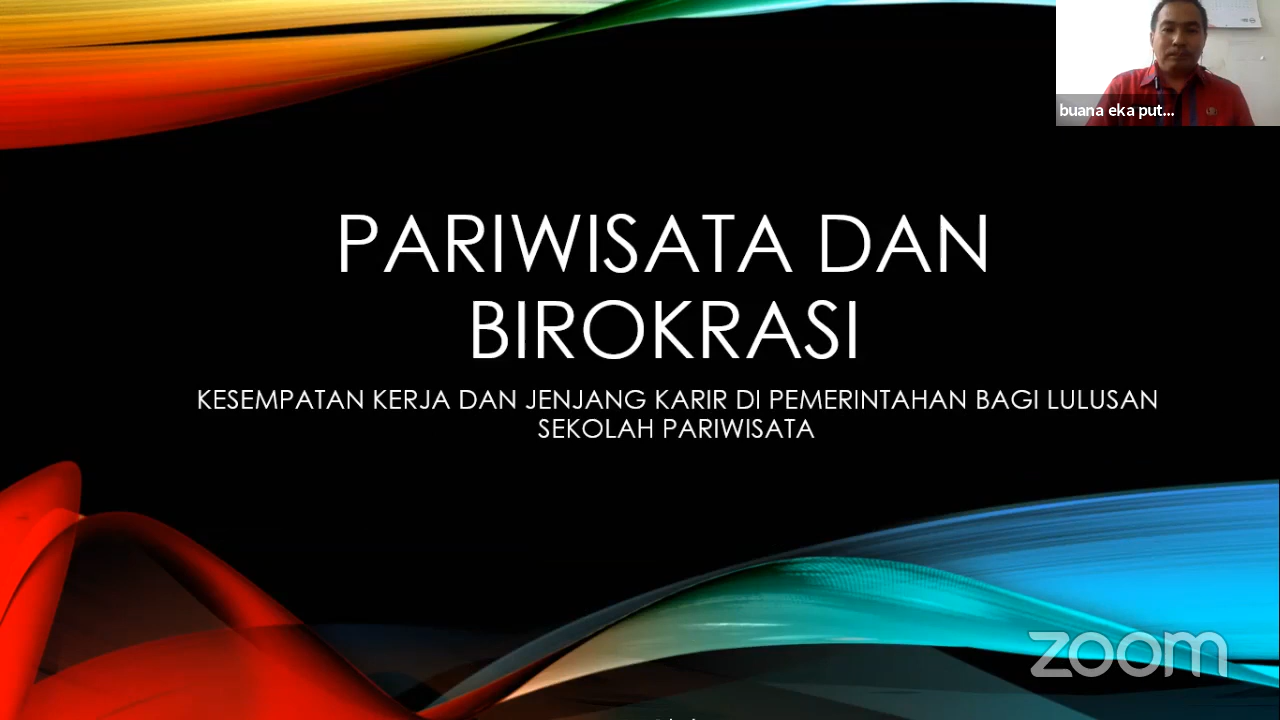 buana eka put...
PARIWISATA DAN
BIROKRASI
KESEMPATAN KERJA DAN JENJANG KARIR DI PEMERINTAHAN BAGI LULUSAN
SEKOLAH PARIWISATA
zoom